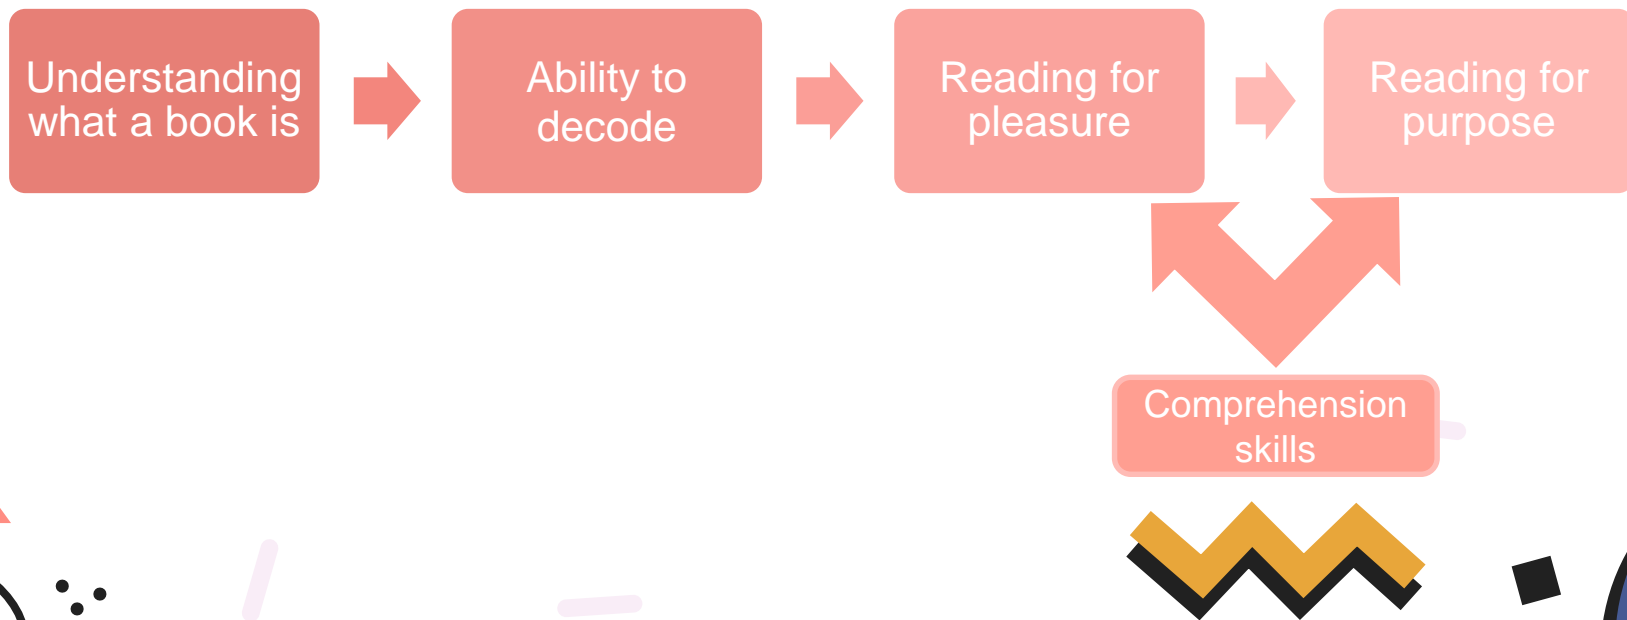 Understanding
what a book is
Ability to
decode
Reading for
pleasure
Reading for
purpose
Comprehension
skills